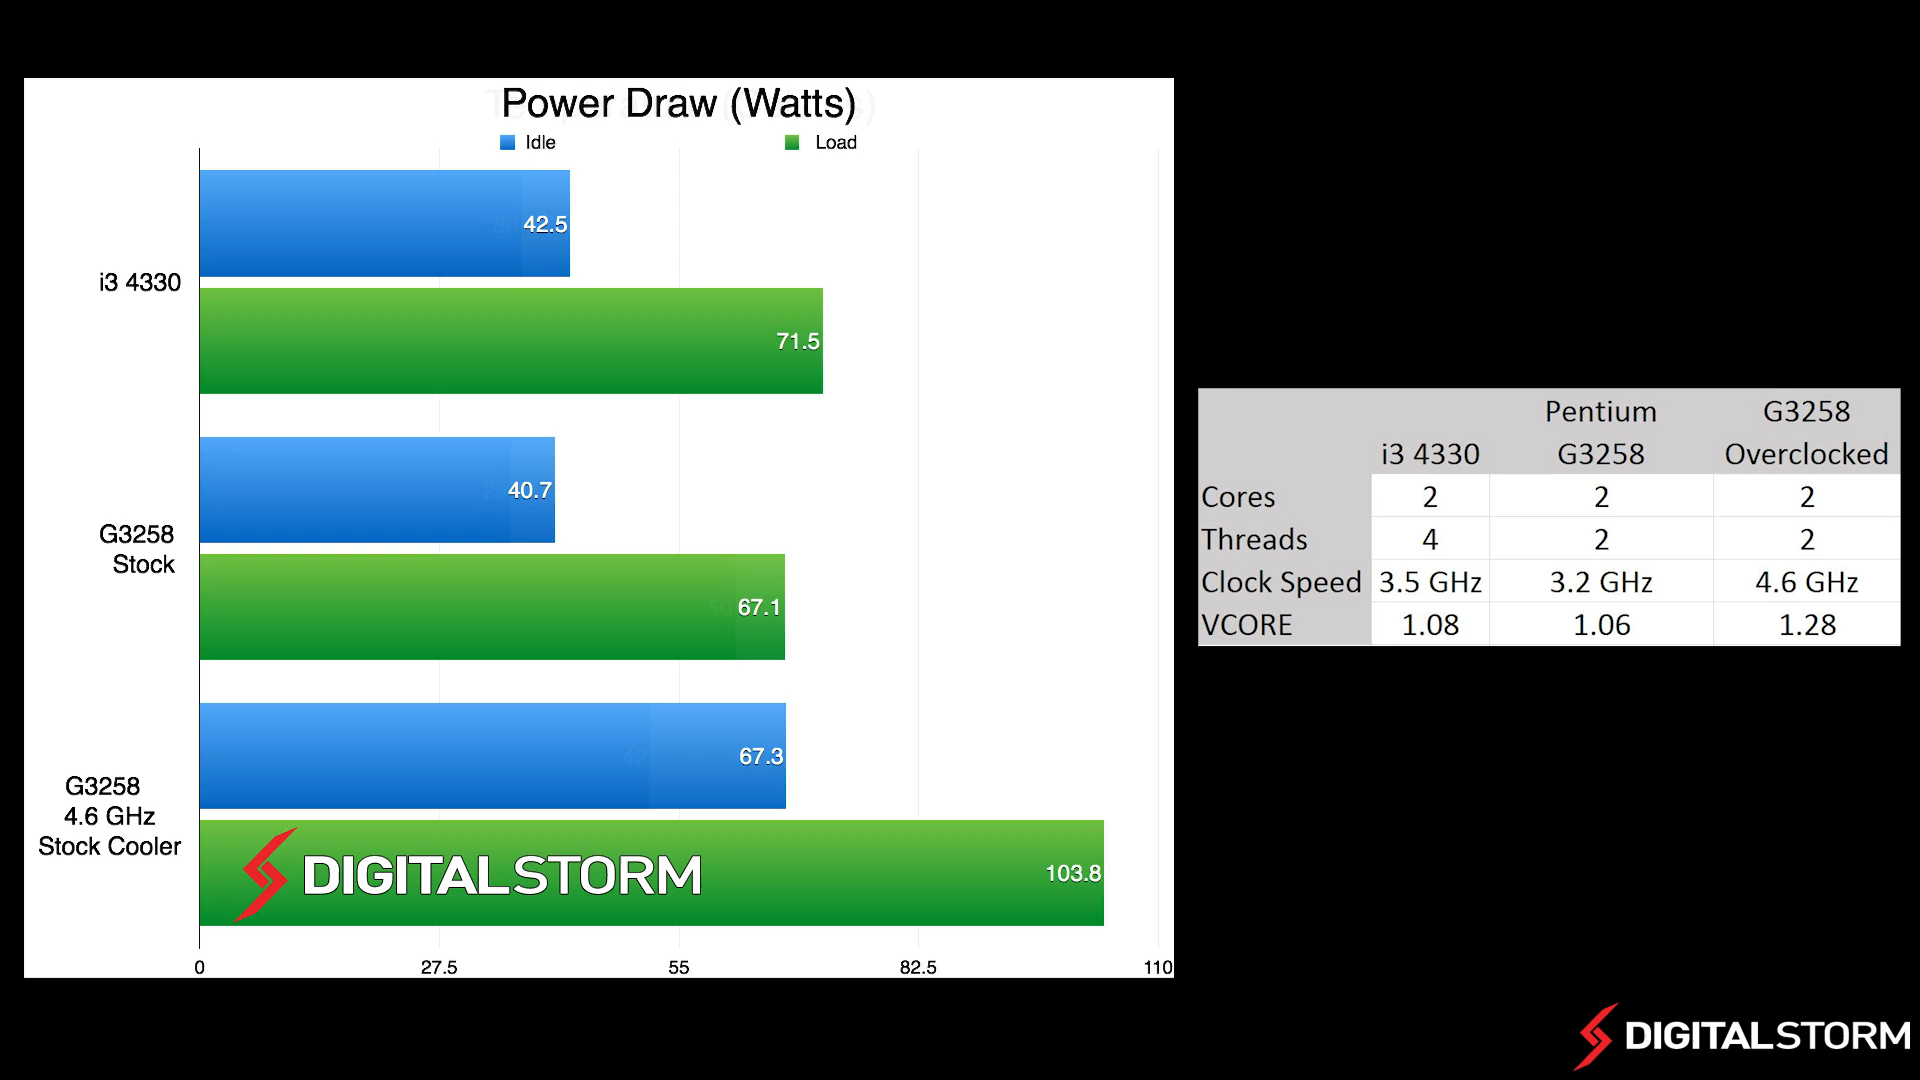 Power Draw (Watts)
Idle
Load
i3 4330
42.5
71.5
G3258
Stock
40.7
67.1
G3258
4.6 GHz
Stock Cooler
67.3
103.8
DIGITALSTORM
0 27.5 55 82.5 110
Pentium G3258
i3 4330 G3258 Overclocked
Cores 2 2 2
Threads 4 2 2
Clock Speed 3.5 GHz 3.2 GHz 4.6 GHz
VCORE 1.08 1.06 1.28
DIGITALSTORM